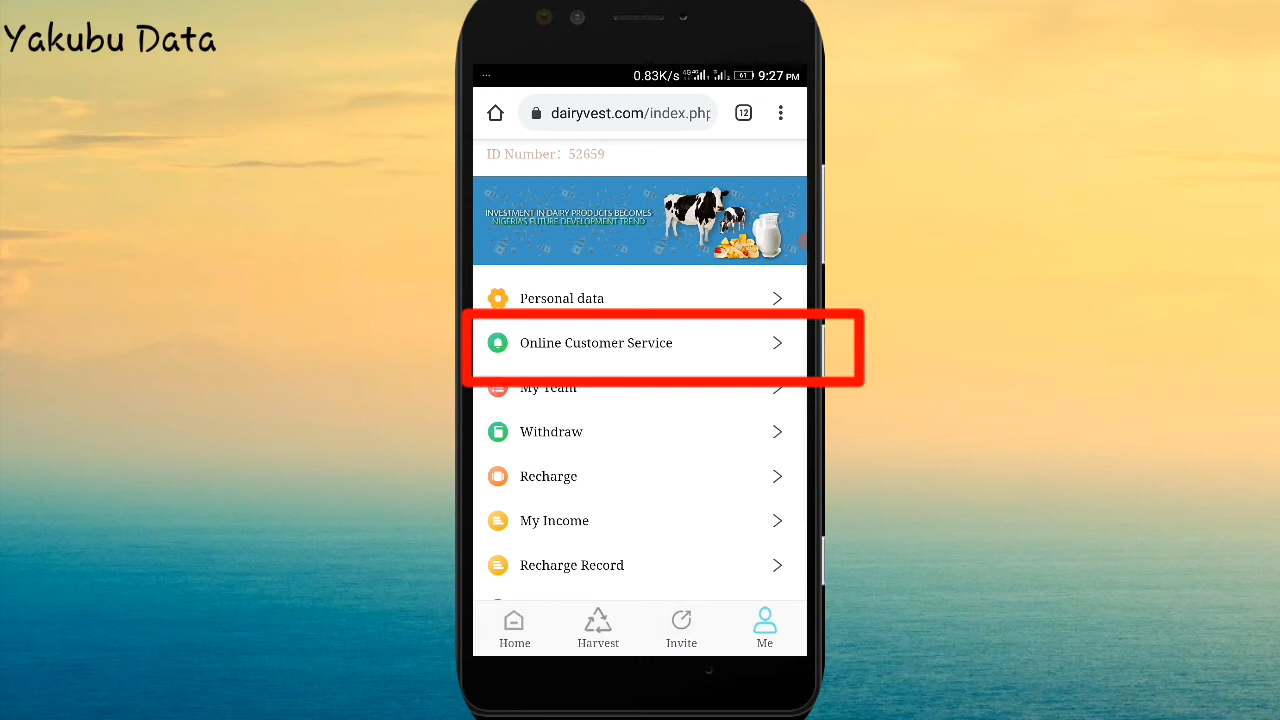 Yakubu Data
... 0.83K/s 61 9:27 PM
dairyvest.com/index.php 12
ID Number: 52659
INVESTMENT IN DAIRY PRODUCTS BECOMES
NIGERIA'S FUTURE DEVELOPMENT TREND
Personal data
Online Customer Service
My Team
Withdraw
Recharge
My Income
Recharge Record
Home Harvest Invite Me